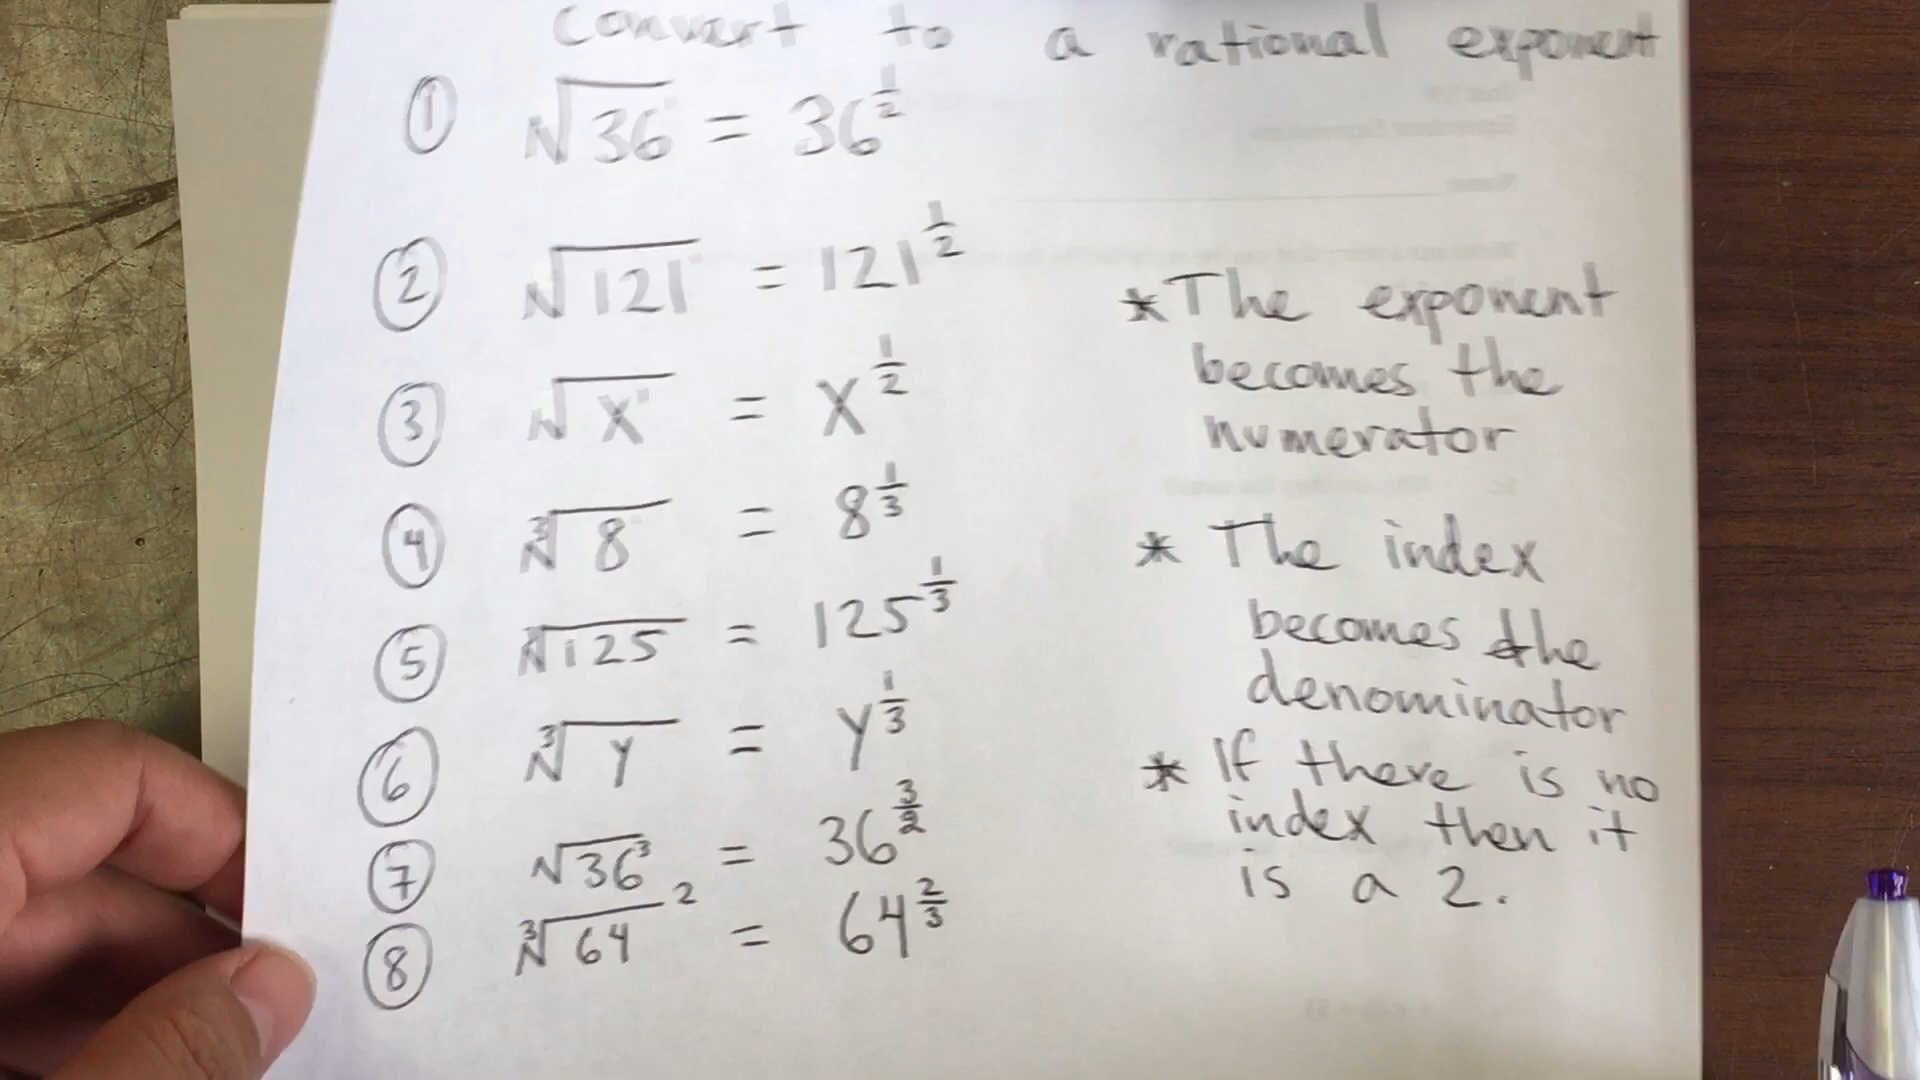 Convert to a rational exponent
① √36 = 36^(1/2)
② √121 = 121^(1/2)
③ √x = x^(1/2)
④ ∛8 = 8^(1/3)
⑤ ∛125 = 125^(1/3)
⑥ ∛y = y^(1/3)
⑦ √36³ = 36^(3/2)
⑧ ∛64² = 64^(2/3)
* The exponent
becomes the
numerator
* The index
becomes the
denominator
* If there is no
index then it
is a 2.